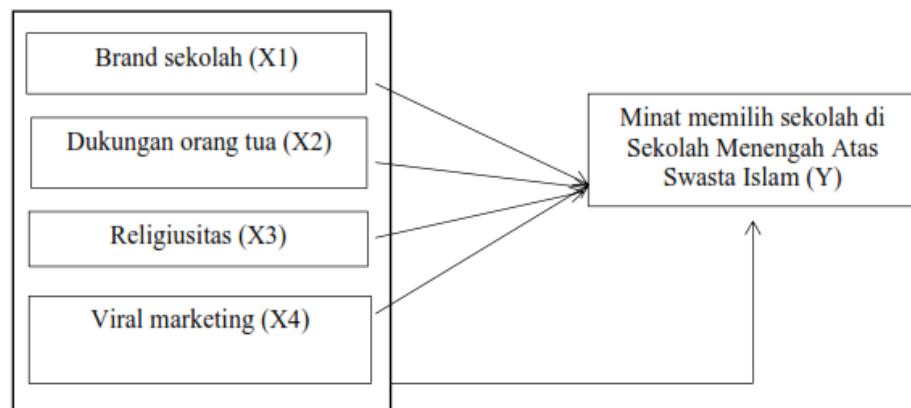 Brand sekolah (X1)
Dukungan orang tua (X2)
Religiusitas (X3)
Viral marketing (X4)
Minat memilih sekolah di
Sekolah Menengah Atas
Swasta Islam (Y)